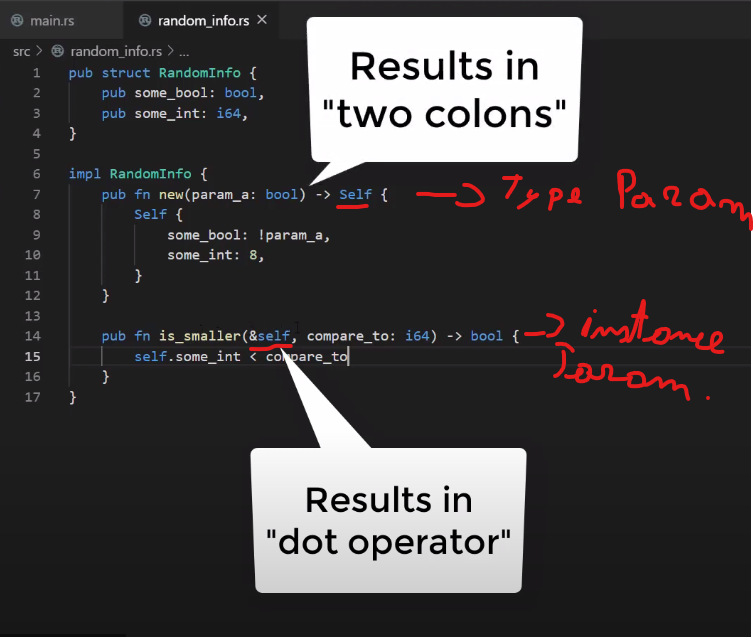 main.rs
random_info.rs ×
src > random_info.rs > ...
1 pub struct RandomInfo {
2 pub some_bool: bool,
3 pub some_int: i64,
4 }
5
6 impl RandomInfo {
7 pub fn new(param_a: bool) -> Self {
8 Self {
9 some_bool: !param_a,
10 some_int: 8,
11 }
12 }
13
14 pub fn is_smaller(&self, compare_to: i64) -> bool {
15 self.some_int < compare_to
16 }
17 }
Results in
"two colons"
Type Param
instance
Param.
Results in
"dot operator"